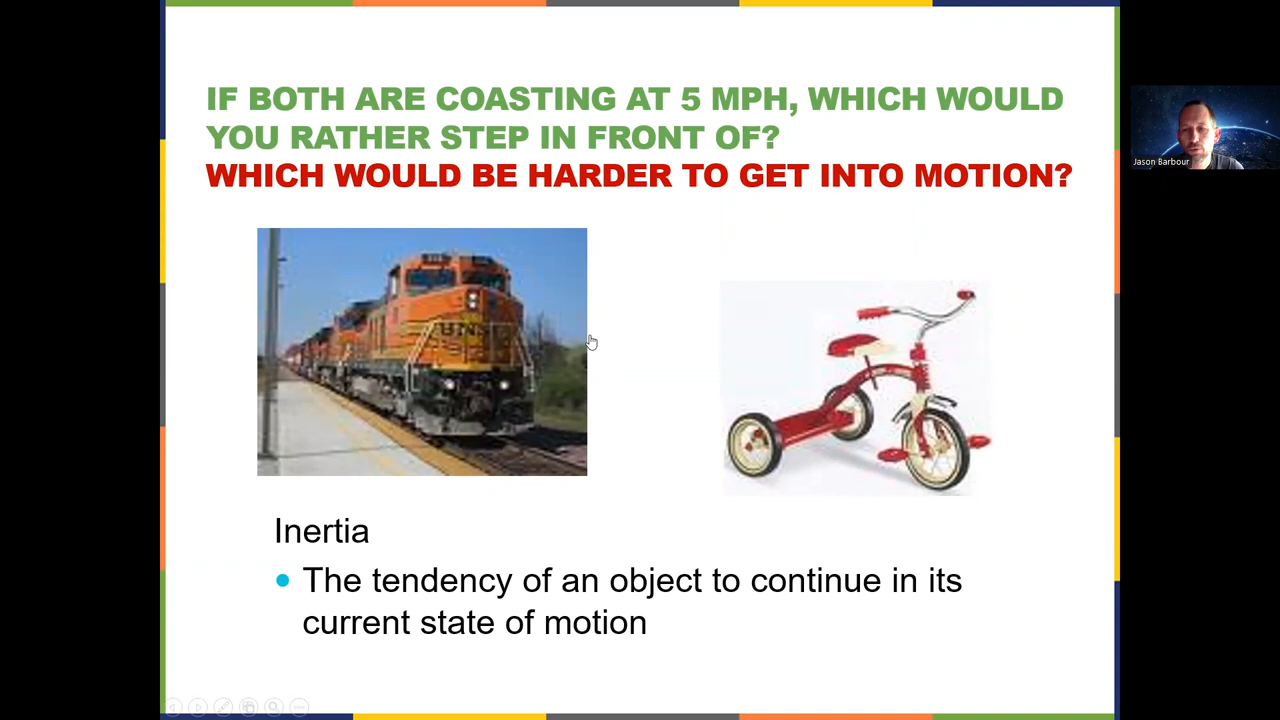 IF BOTH ARE COASTING AT 5 MPH, WHICH WOULD
YOU RATHER STEP IN FRONT OF?
WHICH WOULD BE HARDER TO GET INTO MOTION?
Jason Barbour
BNSF
Inertia
The tendency of an object to continue in its
current state of motion